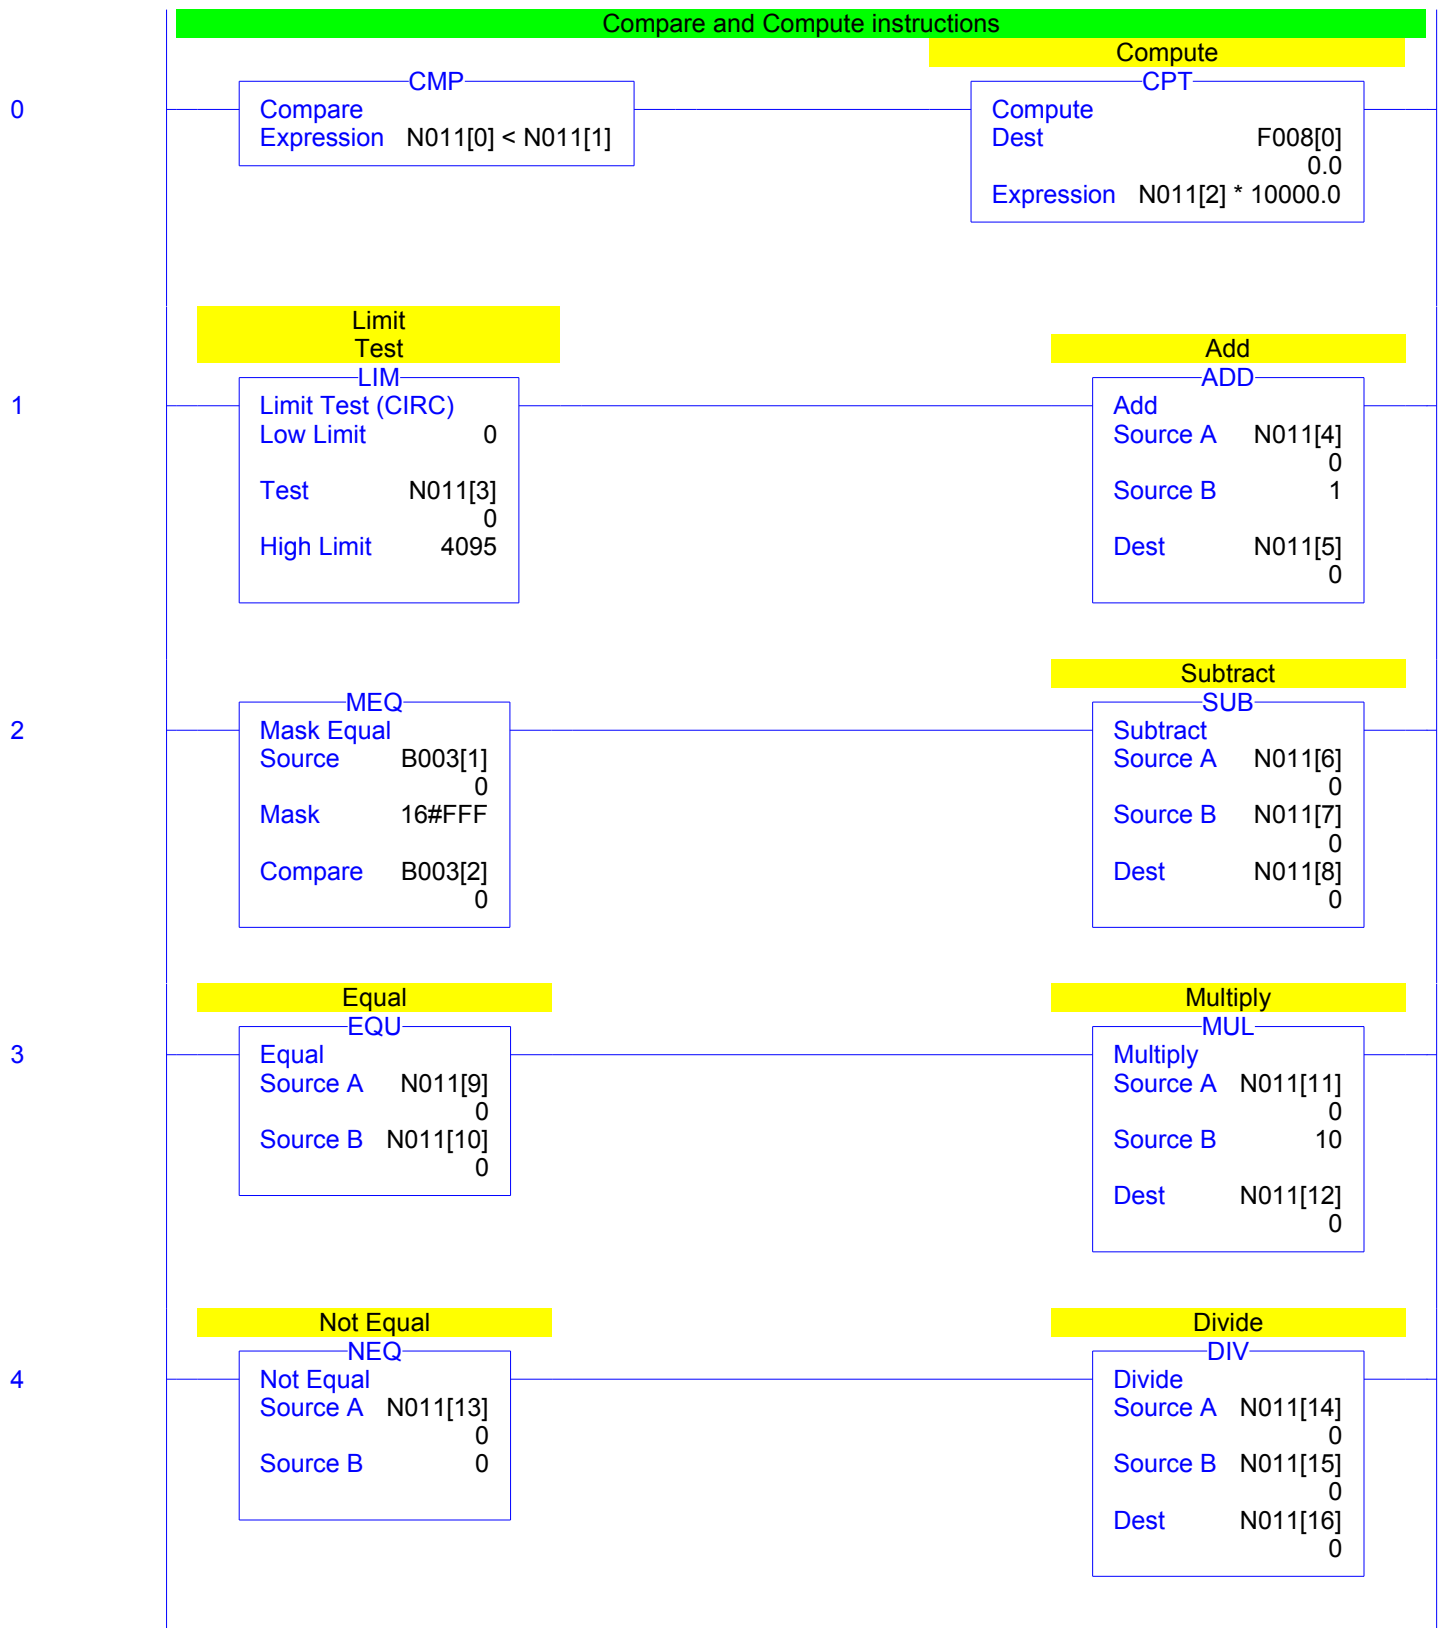 Compare and Compute instructions
Compute
0
CMP
Compare
Expression N011[0] < N011[1]
CPT
Compute
Dest F008[0]
0.0
Expression N011[2] * 10000.0
Limit
Test
Add
1
LIM
Limit Test (CIRC)
Low Limit 0
Test N011[3]
0
High Limit 4095
ADD
Add
Source A N011[4]
0
Source B 1
Dest N011[5]
0
Subtract
2
MEQ
Mask Equal
Source B003[1]
0
Mask 16#FFF
Compare B003[2]
0
SUB
Subtract
Source A N011[6]
0
Source B N011[7]
0
Dest N011[8]
0
Equal
Multiply
3
EQU
Equal
Source A N011[9]
0
Source B N011[10]
0
MUL
Multiply
Source A N011[11]
0
Source B 10
Dest N011[12]
0
Not Equal
Divide
4
NEQ
Not Equal
Source A N011[13]
0
Source B 0
DIV
Divide
Source A N011[14]
0
Source B N011[15]
0
Dest N011[16]
0